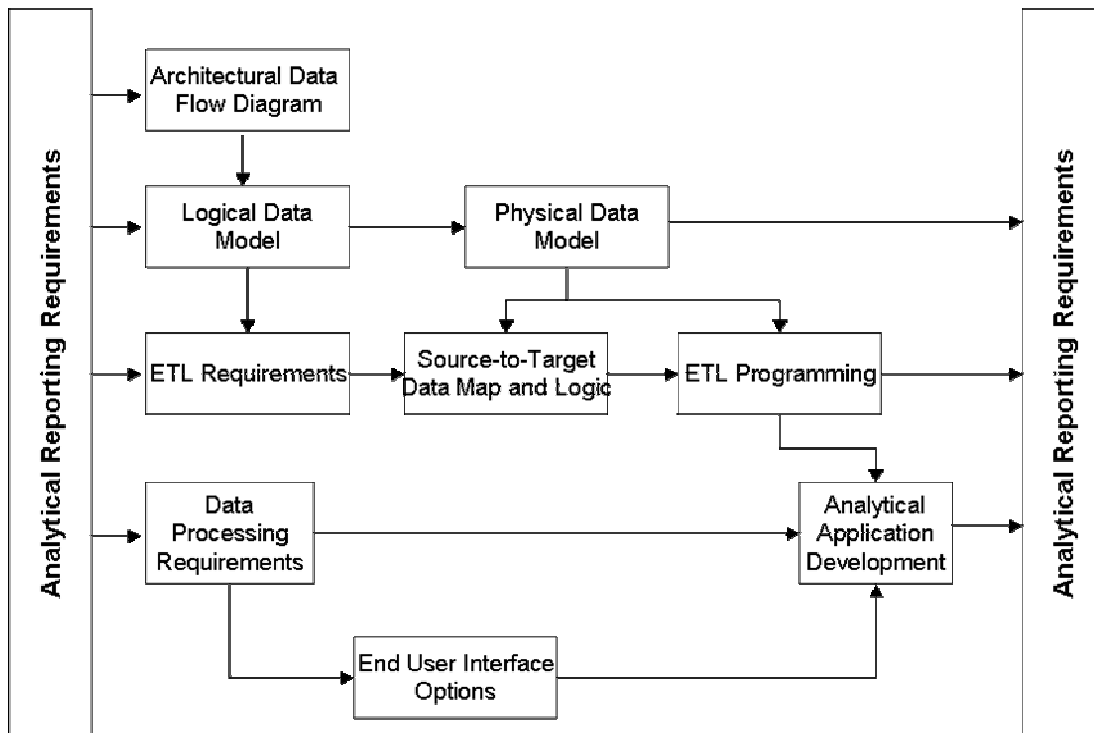 Analytical Reporting Requirements
Architectural Data
Flow Diagram
Logical Data
Model
Physical Data
Model
ETL Requirements
Source-to-Target
Data Map and Logic
ETL Programming
Data
Processing
Requirements
Analytical
Application
Development
End User Interface
Options
Analytical Reporting Requirements